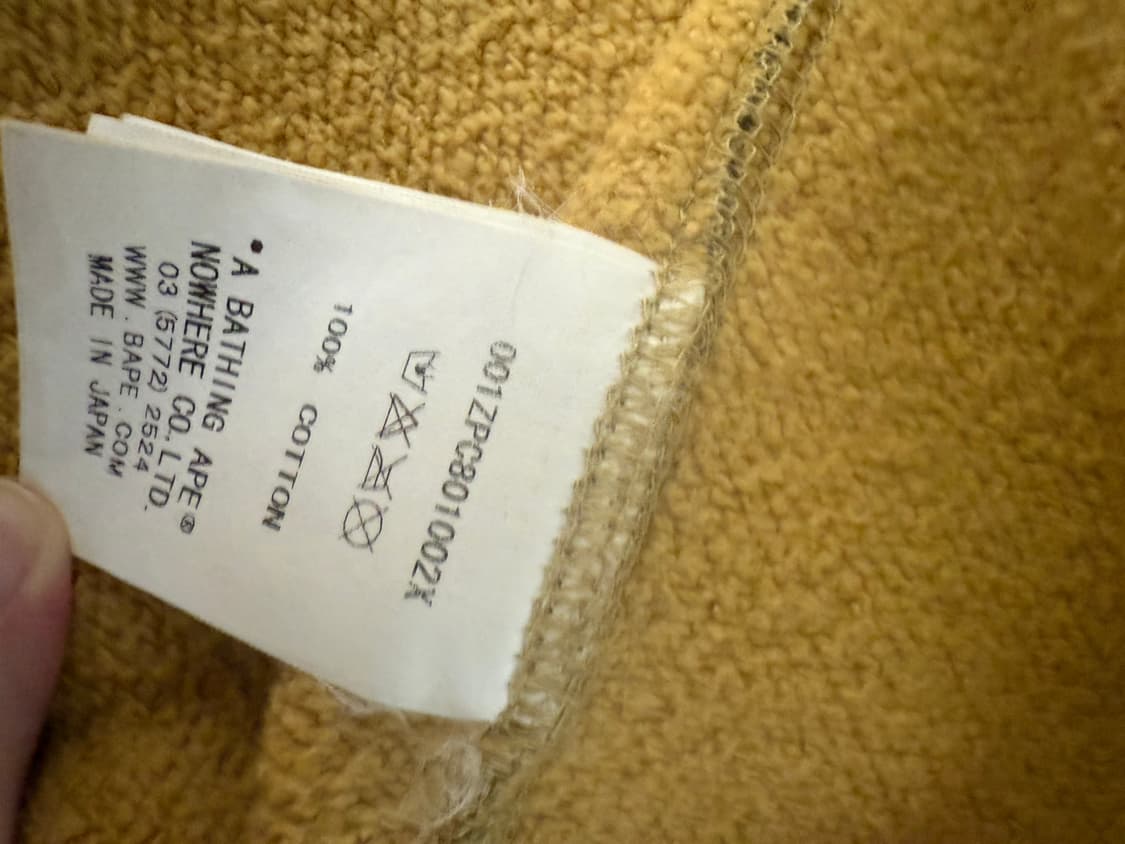 001ZPC801002X
100% COTTON
• A BATHING APE®
NOWHERE CO.,LTD.
03 (5772) 2524
WWW.BAPE.COM
MADE IN JAPAN